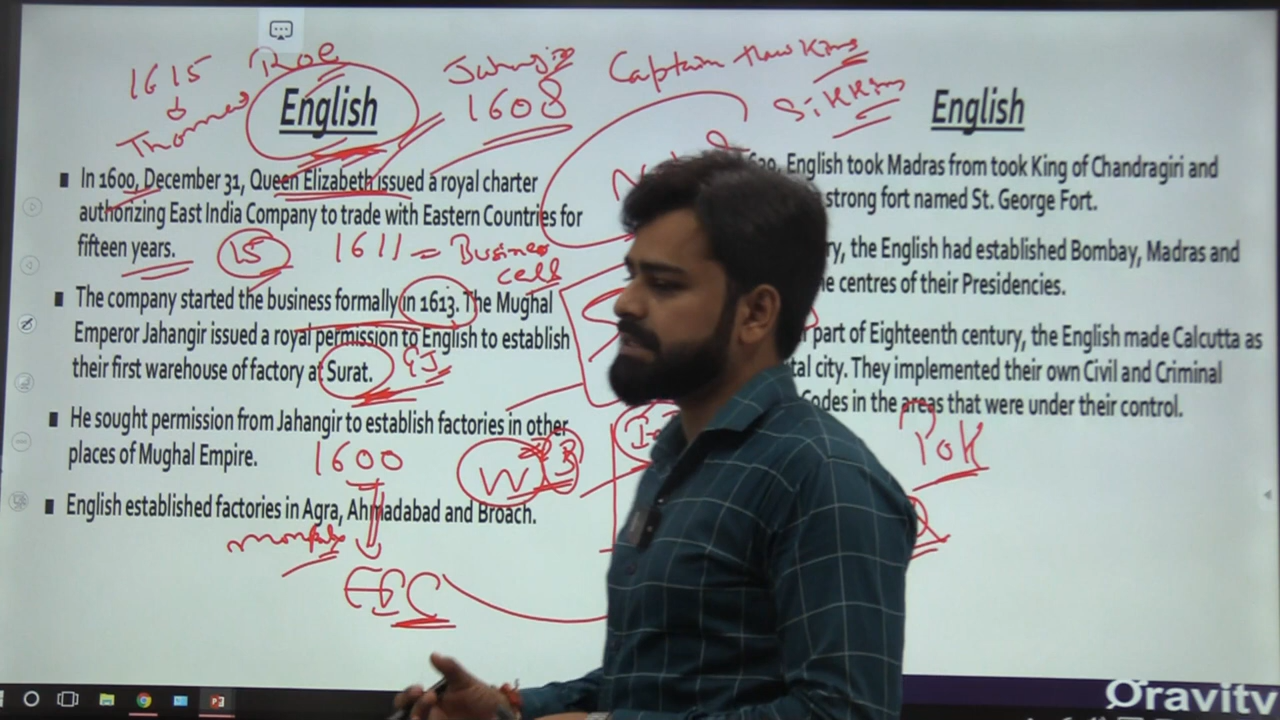 1615 Roe
Thomas
Jahangir
1608
Captain Hawkins
Sikkim
English
In 1600, December 31, Queen Elizabeth issued a royal charter
authorizing East India Company to trade with Eastern Countries for
fifteen years.
15
1611 = Business
cell
The company started the business formally in 1613. The Mughal
Emperor Jahangir issued a royal permission to English to establish
their first warehouse of factory at Surat.
GJ
He sought permission from Jahangir to establish factories in other
places of Mughal Empire.
1600
W B
English established factories in Agra, Ahmadabad and Broach.
EIC
English
English took Madras from took King of Chandragiri and
strong fort named St. George Fort.
the English had established Bombay, Madras and
centres of their Presidencies.
part of Eighteenth century, the English made Calcutta as
city. They implemented their own Civil and Criminal
Codes in the areas that were under their control.
PoK